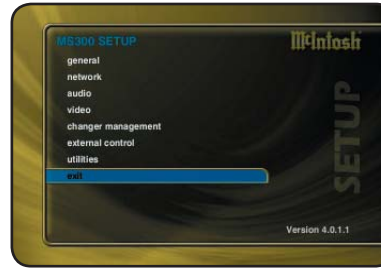 MS300 SETUP
McIntosh
general
network
audio
video
changer management
external control
utilities
exit
SETUP
Version 4.0.1.1